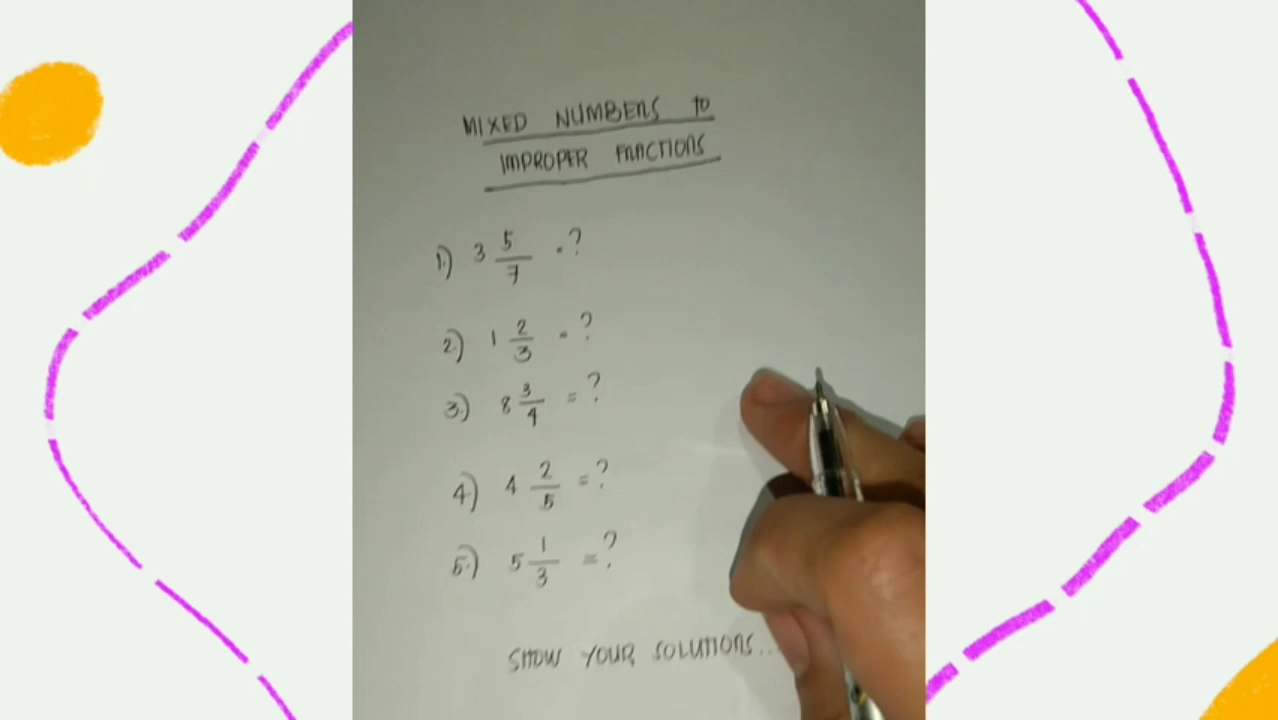 MIXED NUMBERS to
IMPROPER FRACTIONS
1.) 3 5/7 = ?
2.) 1 2/3 = ?
3.) 8 3/4 = ?
4.) 4 2/5 = ?
5.) 5 1/3 = ?
SHOW YOUR SOLUTIONS...